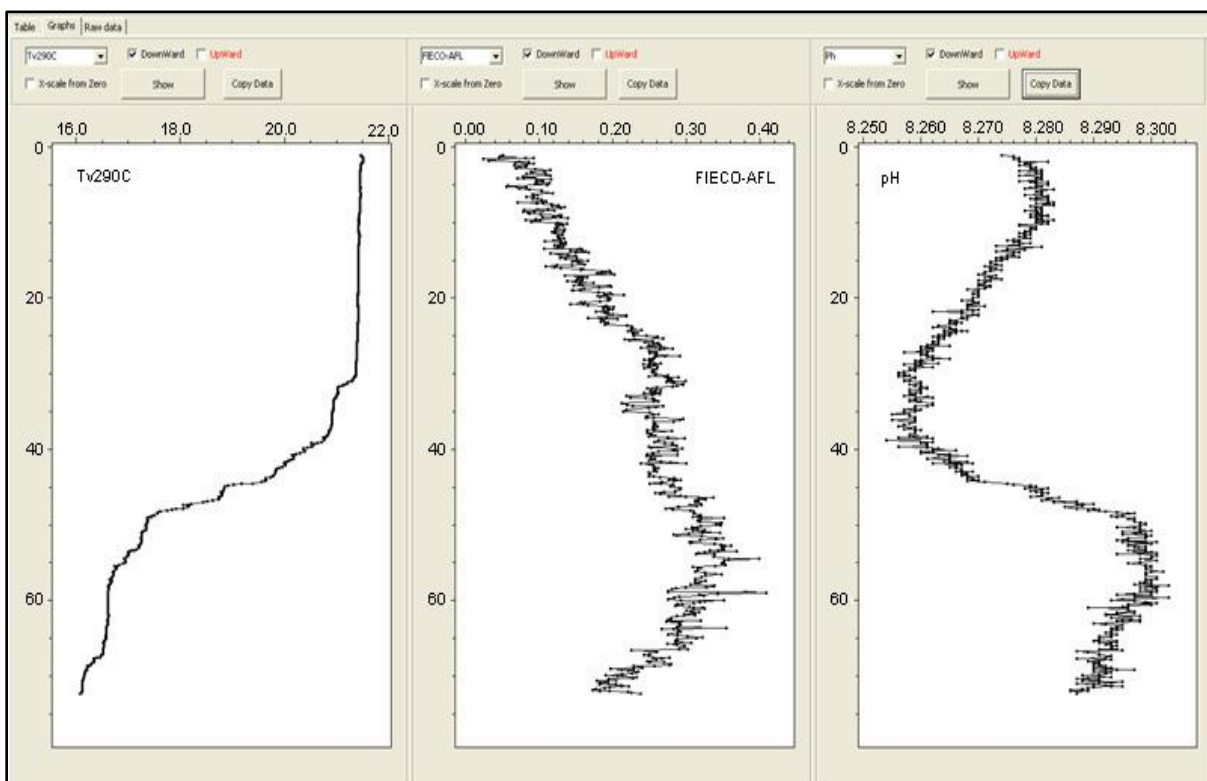 Table Graphs Raw data
Tv290C DownWard UpWard FlECO-AFL DownWard UpWard Ph DownWard UpWard
X-scale from Zero Show Copy Data X-scale from Zero Show Copy Data X-scale from Zero Show Copy Data
16.0 18.0 20.0 22.0 0.00 0.10 0.20 0.30 0.40 8.250 8.260 8.270 8.280 8.290 8.300
0 0 0
Tv290C FlECO-AFL pH
20 20 20
40 40 40
60 60 60